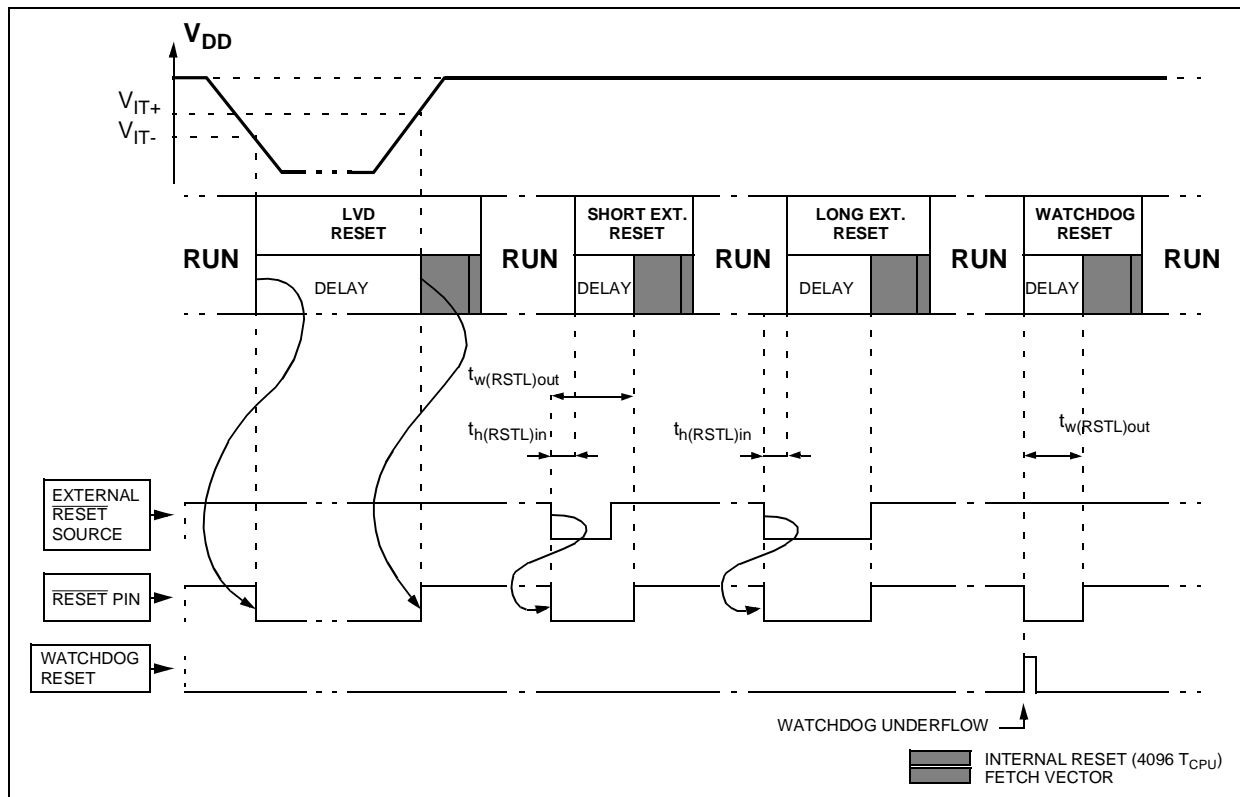 VDD
VIT+
VIT-
LVD
RESET
SHORT EXT.
RESET
LONG EXT.
RESET
WATCHDOG
RESET
RUN
DELAY
RUN
DELAY
RUN
DELAY
RUN
DELAY
RUN
tw(RSTL)out
th(RSTL)in
th(RSTL)in
tw(RSTL)out
EXTERNAL
RESET
SOURCE
RESET PIN
WATCHDOG
RESET
WATCHDOG UNDERFLOW
INTERNAL RESET (4096 TCPU)
FETCH VECTOR